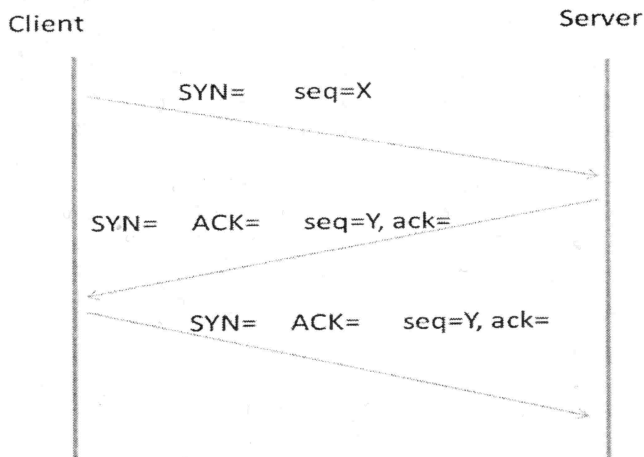 Client
Server
SYN= seq=X
SYN= ACK= seq=Y, ack=
SYN= ACK= seq=Y, ack=